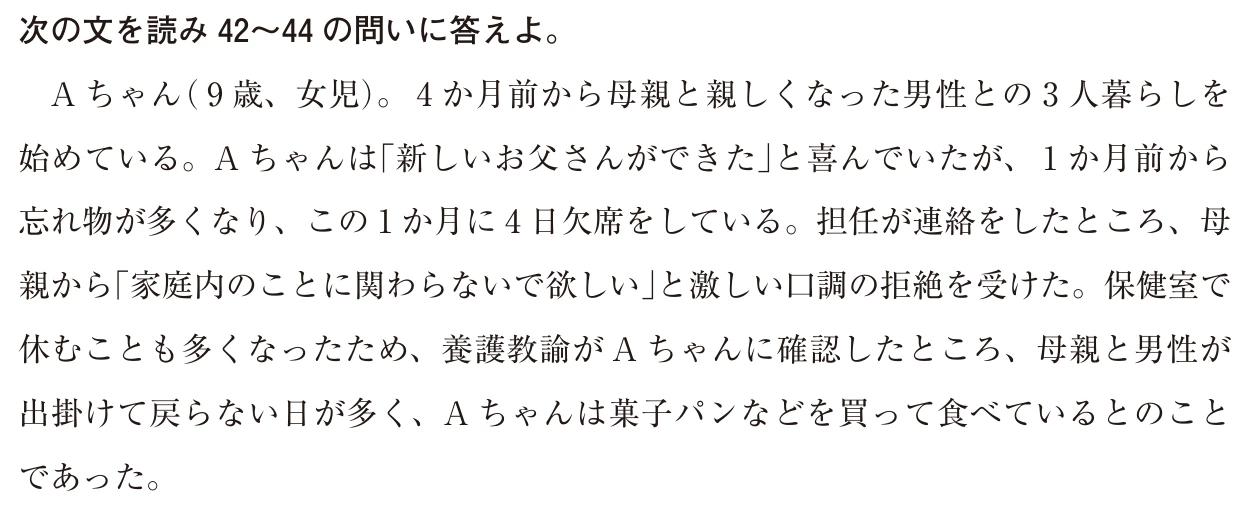 次の文を読み 42〜44 の問いに答えよ。
A ちゃん(9 歳、女児)。4 か月前から母親と親しくなった男性との 3 人暮らしを
始めている。A ちゃんは「新しいお父さんができた」と喜んでいたが、1 か月前から
忘れ物が多くなり、この 1 か月に 4 日欠席をしている。担任が連絡をしたところ、母
親から「家庭内のことに関わらないで欲しい」と激しい口調の拒絶を受けた。保健室で
休むことも多くなったため、養護教諭が A ちゃんに確認したところ、母親と男性が
出掛けて戻らない日が多く、A ちゃんは菓子パンなどを買って食べているとのこと
であった。